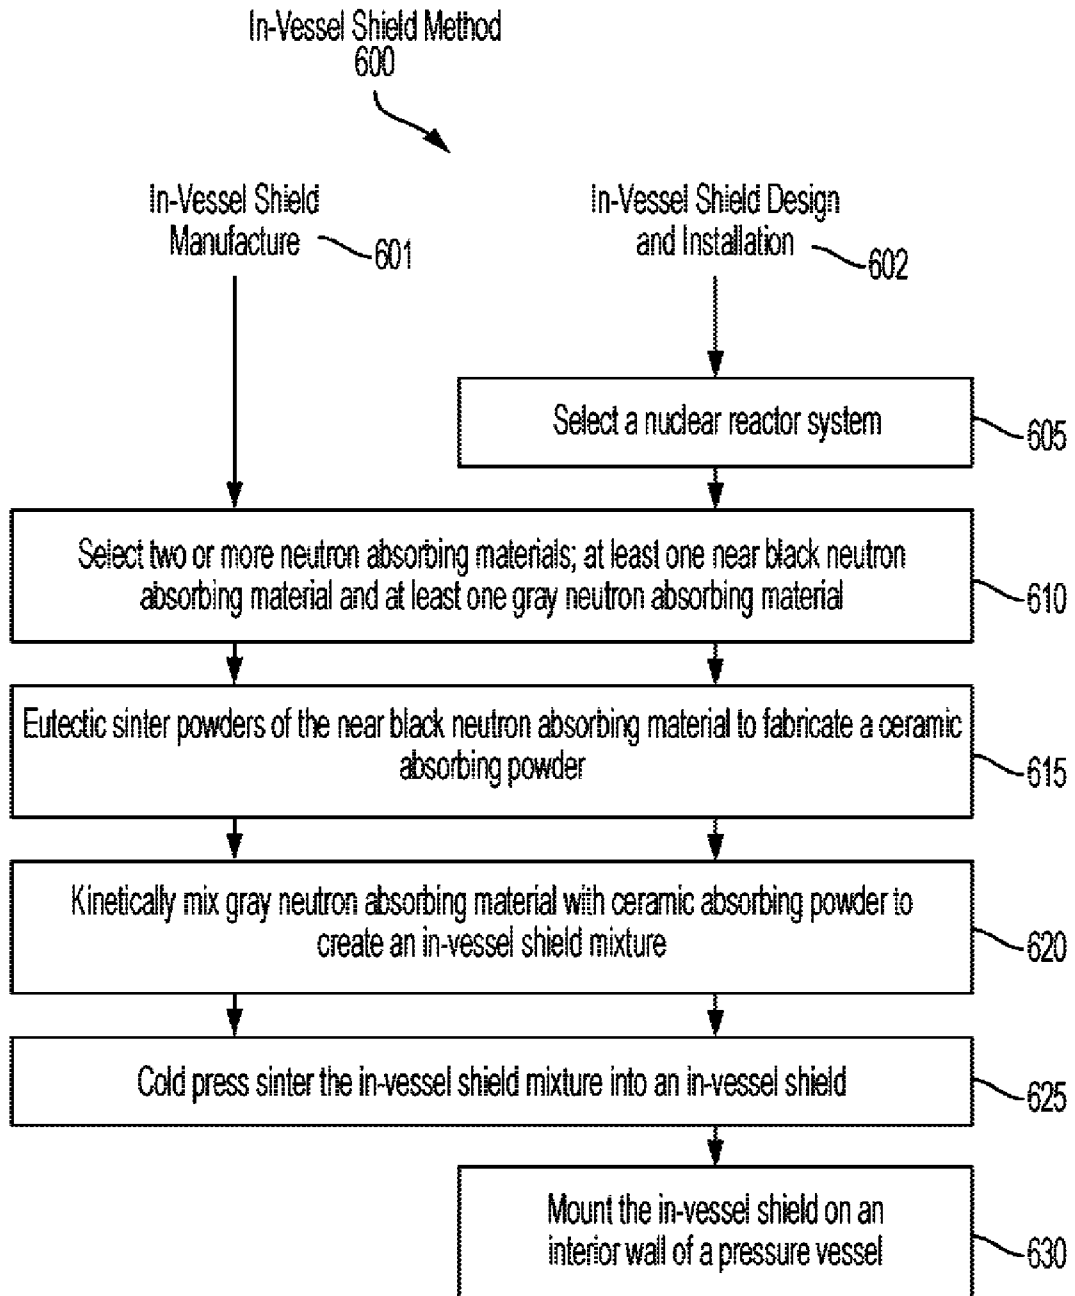 In-Vessel Shield Method
600
In-Vessel Shield
Manufacture
601
In-Vessel Shield Design
and Installation
602
Select a nuclear reactor system
605
Select two or more neutron absorbing materials; at least one near black neutron
absorbing material and at least one gray neutron absorbing material
610
Eutectic sinter powders of the near black neutron absorbing material to fabricate a ceramic
absorbing powder
615
Kinetically mix gray neutron absorbing material with ceramic absorbing powder to
create an in-vessel shield mixture
620
Cold press sinter the in-vessel shield mixture into an in-vessel shield
625
Mount the in-vessel shield on an
interior wall of a pressure vessel
630